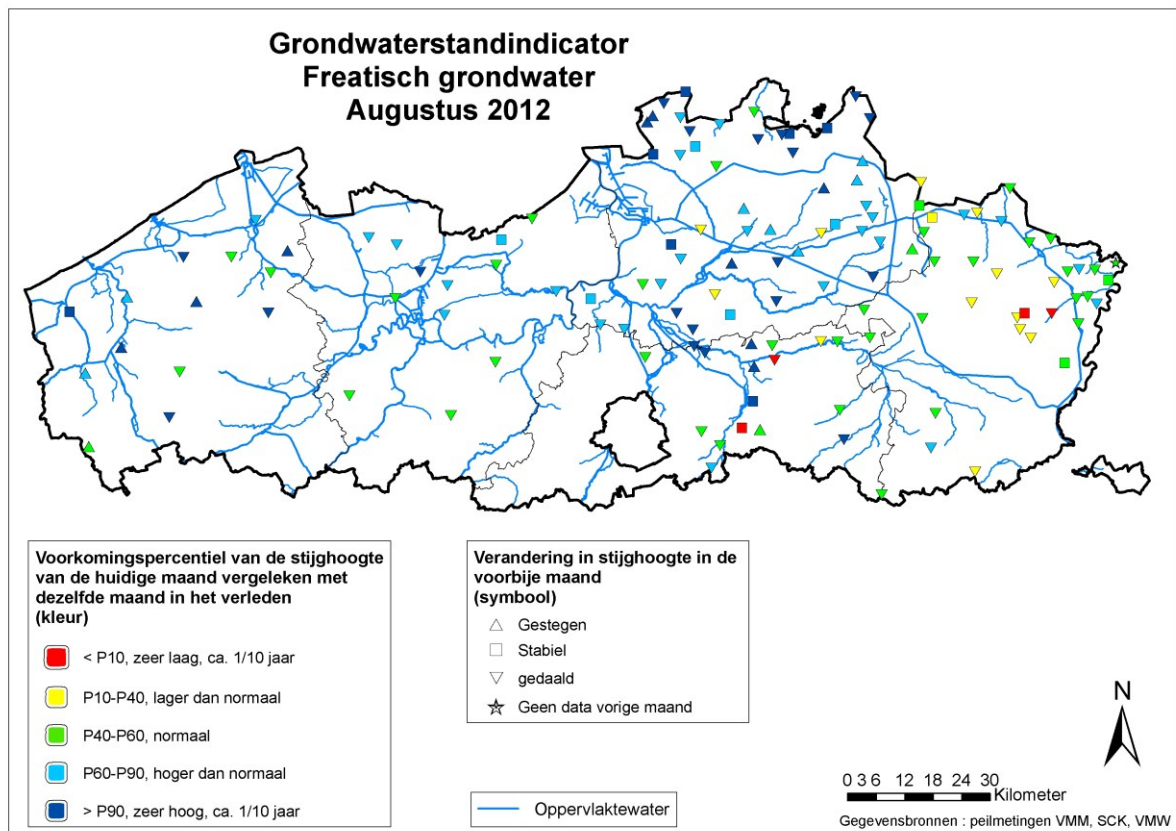 Grondwaterstandindicator
Freatisch grondwater
Augustus 2012
Voorkomingspercentiel van de stijghoogte
van de huidige maand vergeleken met
dezelfde maand in het verleden
(kleur)
< P10, zeer laag, ca. 1/10 jaar
P10-P40, lager dan normaal
P40-P60, normaal
P60-P90, hoger dan normaal
> P90, zeer hoog, ca. 1/10 jaar
Verandering in stijghoogte in de
voorbije maand
(symbool)
Gestegen
Stabiel
gedaald
Geen data vorige maand
Oppervlaktewater
N
0 3 6 12 18 24 30
Kilometer
Gegevensbronnen : peilmetingen VMM, SCK, VMW